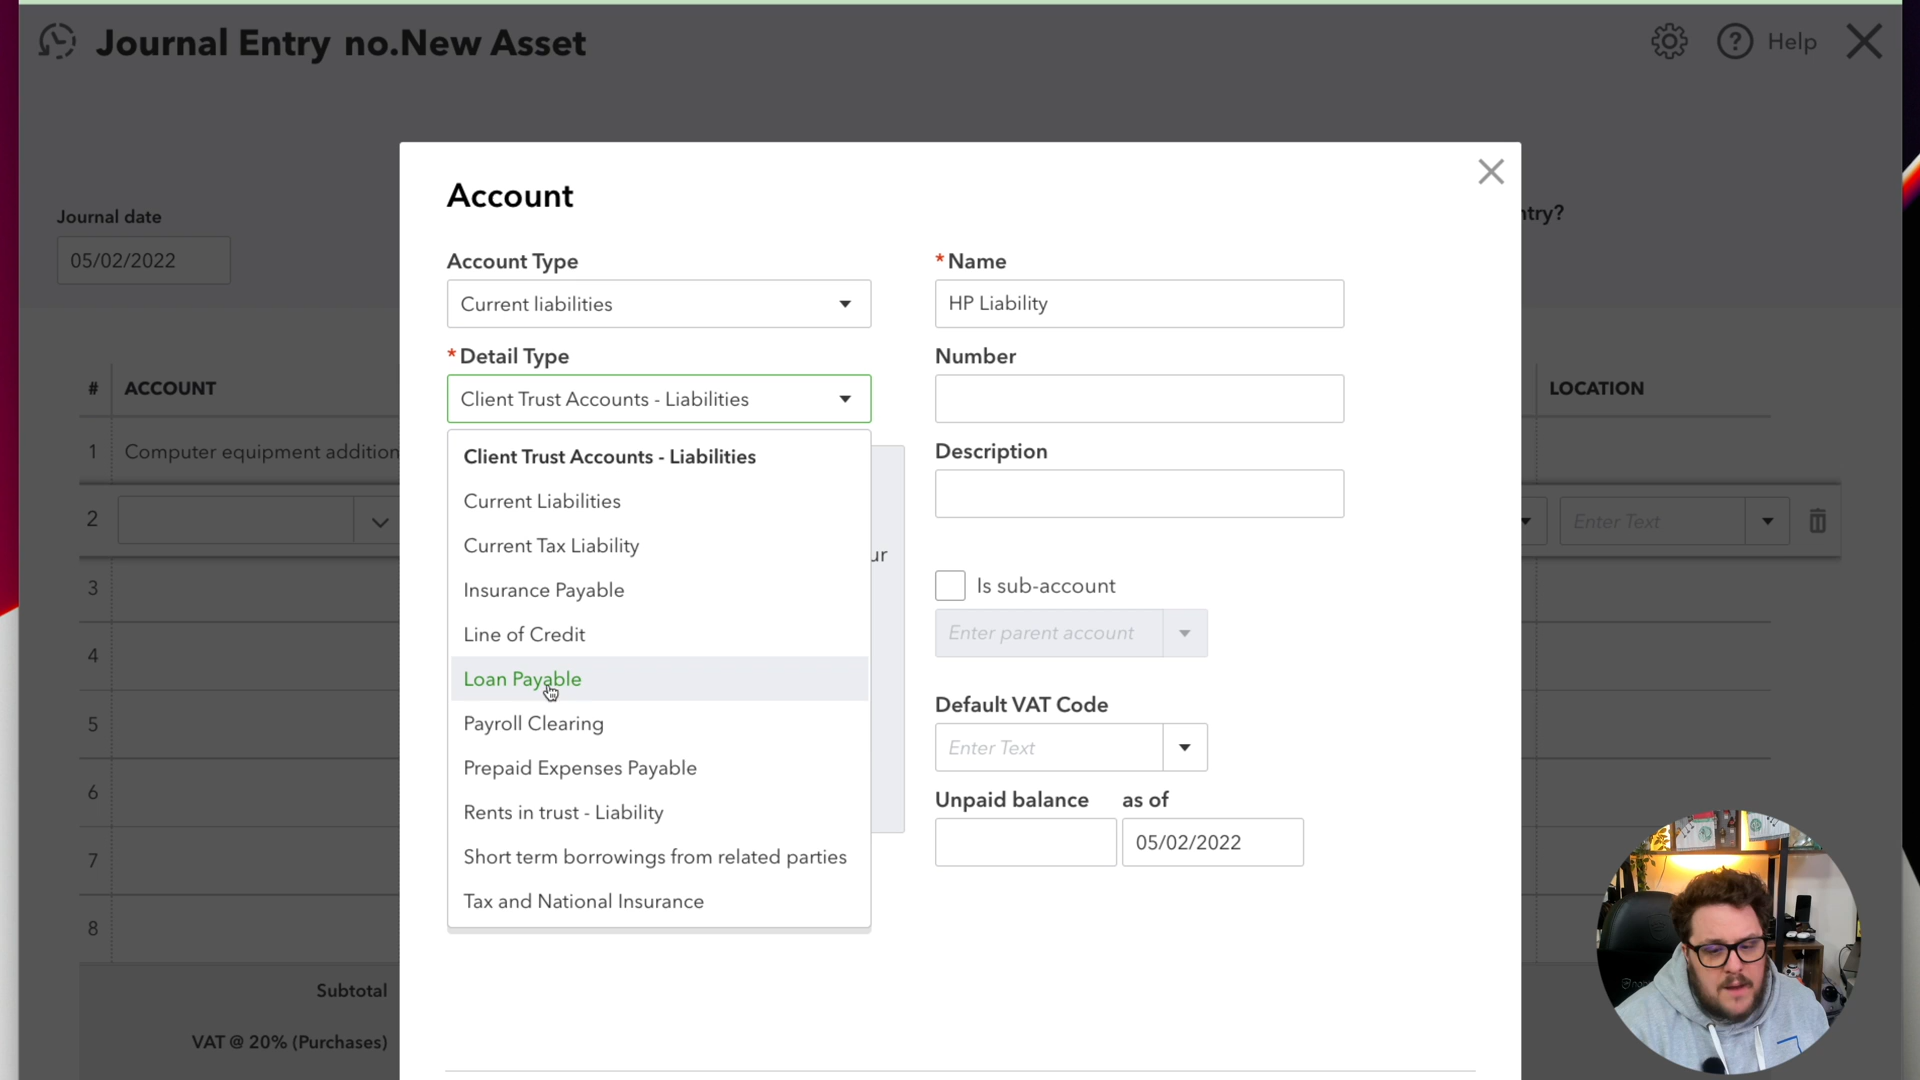 Journal Entry no.New Asset
Help
Journal date
05/02/2022
ntry?
# ACCOUNT
LOCATION
1 Computer equipment addition
2
Enter Text
3
4
5
6
7
8
Subtotal
VAT @ 20% (Purchases)
Account
Account Type
Current liabilities
* Detail Type
Client Trust Accounts - Liabilities
Client Trust Accounts - Liabilities
Current Liabilities
Current Tax Liability
Insurance Payable
Line of Credit
Loan Payable
Payroll Clearing
Prepaid Expenses Payable
Rents in trust - Liability
Short term borrowings from related parties
Tax and National Insurance
ur
* Name
HP Liability
Number
Description
Is sub-account
Enter parent account
Default VAT Code
Enter Text
Unpaid balance as of
05/02/2022